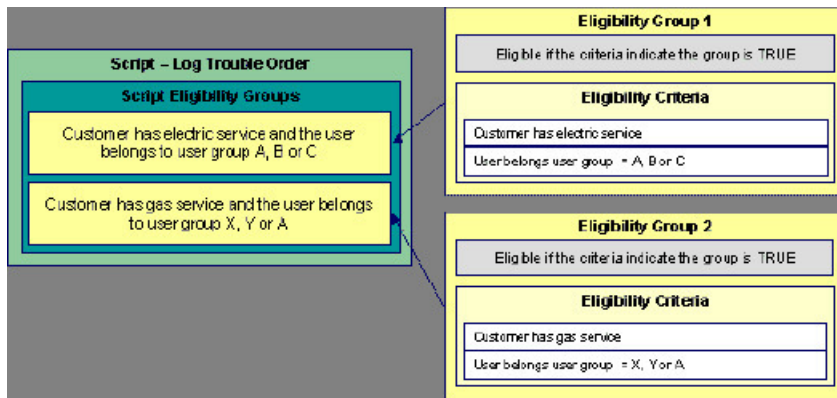 Script – Log Trouble Order
Script Eligibility Groups
Customer has electric service and the user
belongs to user group A, B or C
Customer has gas service and the user belongs
to user group X, Y or A
Eligibility Group 1
Eligible if the criteria indicate the group is TRUE
Eligibility Criteria
Customer has electric service
User belongs user group = A, B or C
Eligibility Group 2
Eligible if the criteria indicate the group is TRUE
Eligibility Criteria
Customer has gas service
User belongs user group = X, Y or A